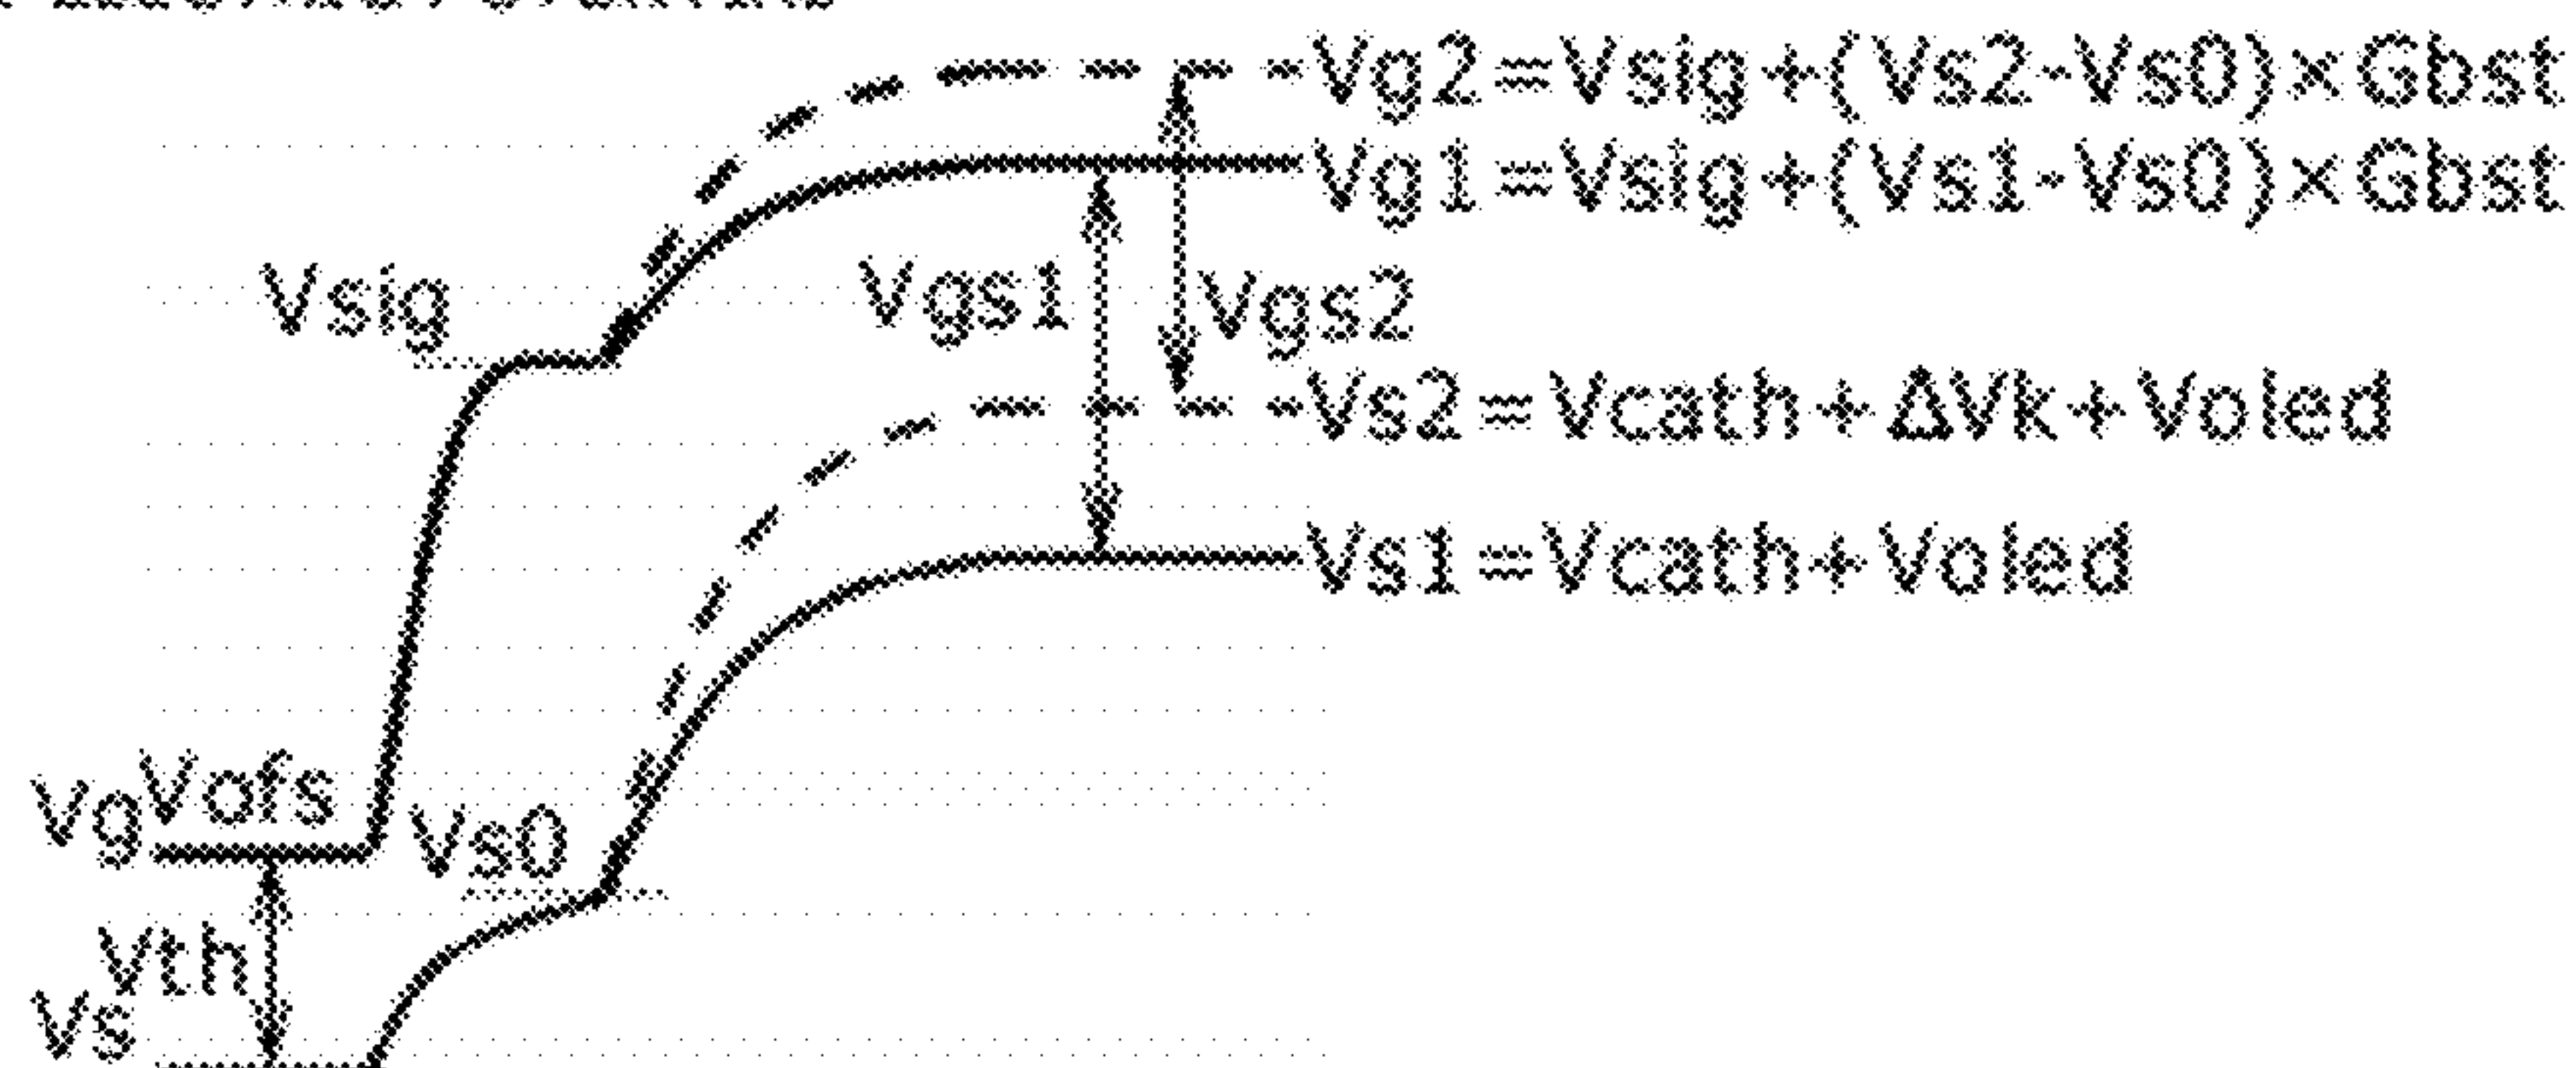 Vg2=Vsig+(Vs2-Vs0)×Gbst
Vg1=Vsig+(Vs1-Vs0)×Gbst
Vsig
Vgs1
Vgs2
Vs2=Vcath+ΔVk+Voled
Vs1=Vcath+Voled
Vg
Vofs
Vs0
Vth
Vs